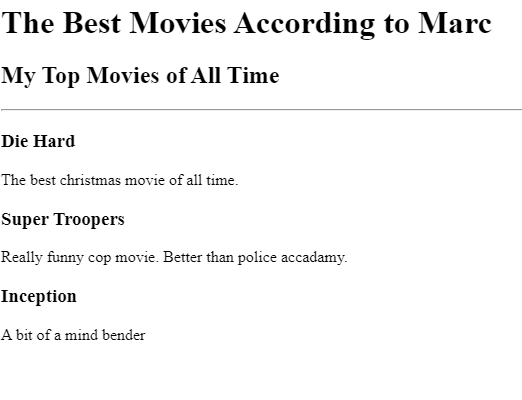 The Best Movies According to Marc
My Top Movies of All Time
Die Hard
The best christmas movie of all time.
Super Troopers
Really funny cop movie. Better than police accadamy.
Inception
A bit of a mind bender